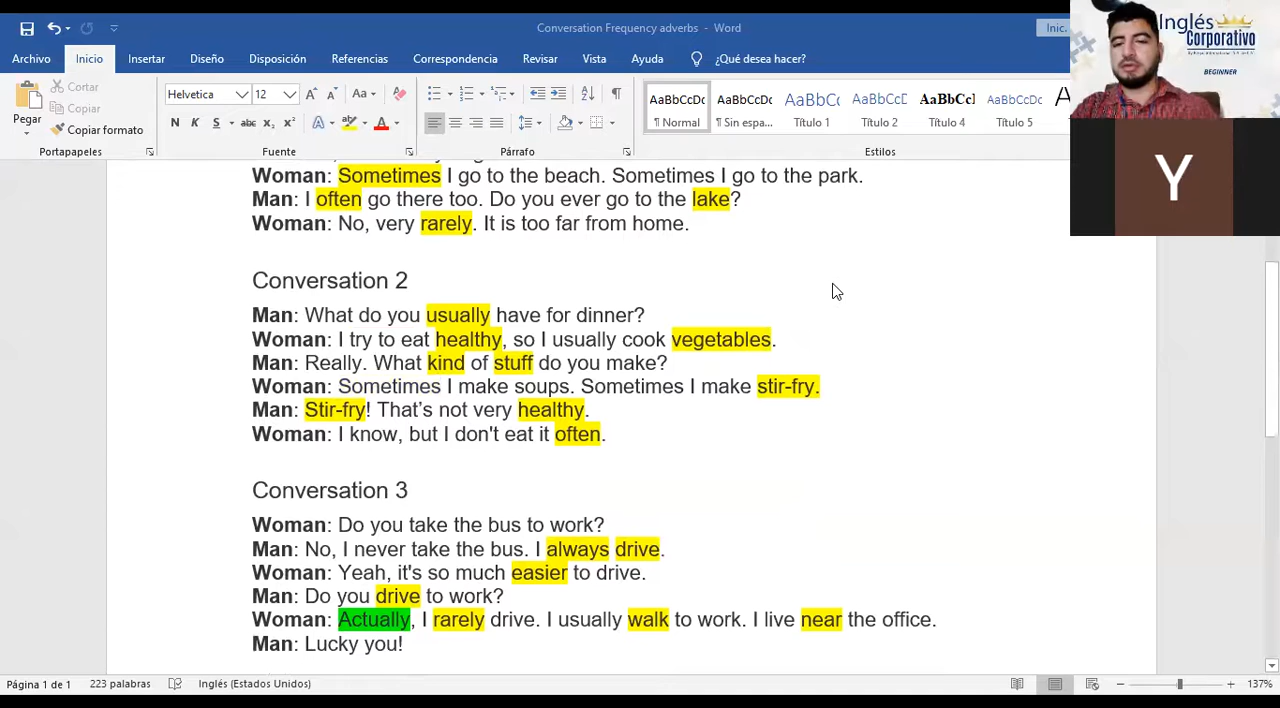 Conversation Frequency adverbs - Word
Inic.
Inglés
Corporativo
BEGINNER
Archivo Inicio Insertar Diseño Disposición Referencias Correspondencia Revisar Vista Ayuda ¿Qué desea hacer?
Pegar
Cortar
Copiar
Copiar formato
Portapapeles
Helvetica 12
N K S abc x₂ x²
Fuente
Párrafo
AaBbCcDc AaBbCcDc AaBbC AaBbCcD AaBbCcI AaBbCcD A
¶ Normal ¶ Sin espa... Título 1 Título 2 Título 4 Título 5
Estilos
Y
Woman: Sometimes I go to the beach. Sometimes I go to the park.
Man: I often go there too. Do you ever go to the lake?
Woman: No, very rarely. It is too far from home.
Conversation 2
Man: What do you usually have for dinner?
Woman: I try to eat healthy, so I usually cook vegetables.
Man: Really. What kind of stuff do you make?
Woman: Sometimes I make soups. Sometimes I make stir-fry.
Man: Stir-fry! That's not very healthy.
Woman: I know, but I don't eat it often.
Conversation 3
Woman: Do you take the bus to work?
Man: No, I never take the bus. I always drive.
Woman: Yeah, it's so much easier to drive.
Man: Do you drive to work?
Woman: Actually, I rarely drive. I usually walk to work. I live near the office.
Man: Lucky you!
Página 1 de 1 223 palabras Inglés (Estados Unidos) 137%